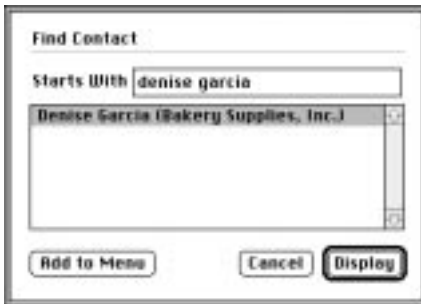 Find Contact
Starts With denise garcia
Denise Garcia (Bakery Supplies, Inc.)
Add to Menu Cancel Display